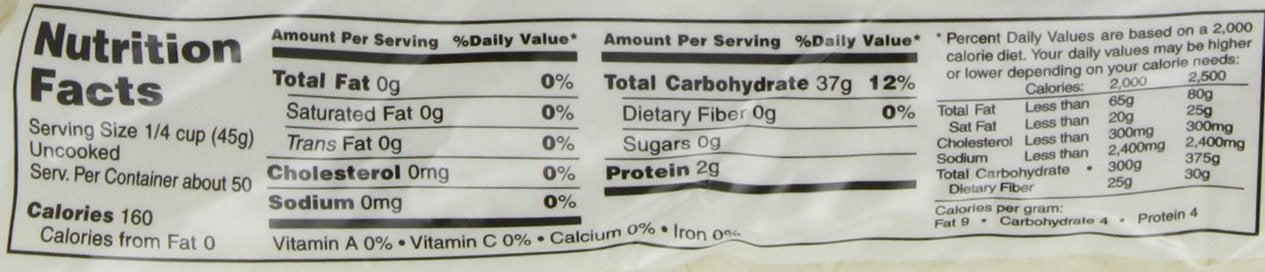 Nutrition
Facts
Serving Size 1/4 cup (45g)
Uncooked
Serv. Per Container about 50
Calories 160
Calories from Fat 0
Amount Per Serving %Daily Value*
Total Fat 0g 0%
Saturated Fat 0g 0%
Trans Fat 0g 0%
Cholesterol 0mg 0%
Sodium 0mg 0%
Amount Per Serving %Daily Value*
Total Carbohydrate 37g 12%
Dietary Fiber 0g 0%
Sugars 0g
Protein 2g
Vitamin A 0% • Vitamin C 0% • Calcium 0% • Iron 0%
* Percent Daily Values are based on a 2,000
calorie diet. Your daily values may be higher
or lower depending on your calorie needs:
Calories: 2,000 2,500
Total Fat Less than 65g 80g
Sat Fat Less than 20g 25g
Cholesterol Less than 300mg 300mg
Sodium Less than 2,400mg 2,400mg
Total Carbohydrate • 300g 375g
Dietary Fiber 25g 30g
Calories per gram:
Fat 9 • Carbohydrate 4 • Protein 4